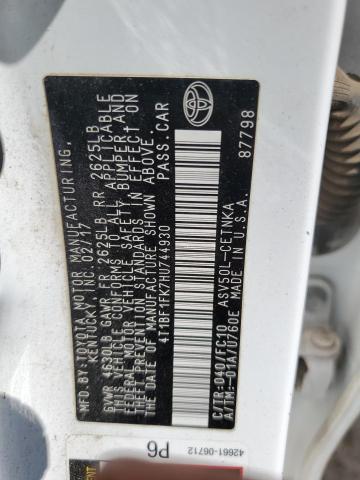 MFD. BY: TOYOTA MOTOR MANUFACTURING,
KENTUCKY, INC. 02/17
GVWR 4630LB GAWR FR 2625LB RR 2625LB
THIS VEHICLE CONFORMS TO ALL APPLICABLE
FEDERAL MOTOR VEHICLE SAFETY, BUMPER, AND
THEFT PREVENTION STANDARDS IN EFFECT ON
THE DATE OF MANUFACTURE SHOWN ABOVE.
4T1BF1FK7HU744930 PASS. CAR
TOYOTA
C/TR:040/FC10 ASV50L-CETNKA
A/TM:-01A/U760E MADE IN U.S.A. 87798
P6 42661-06712